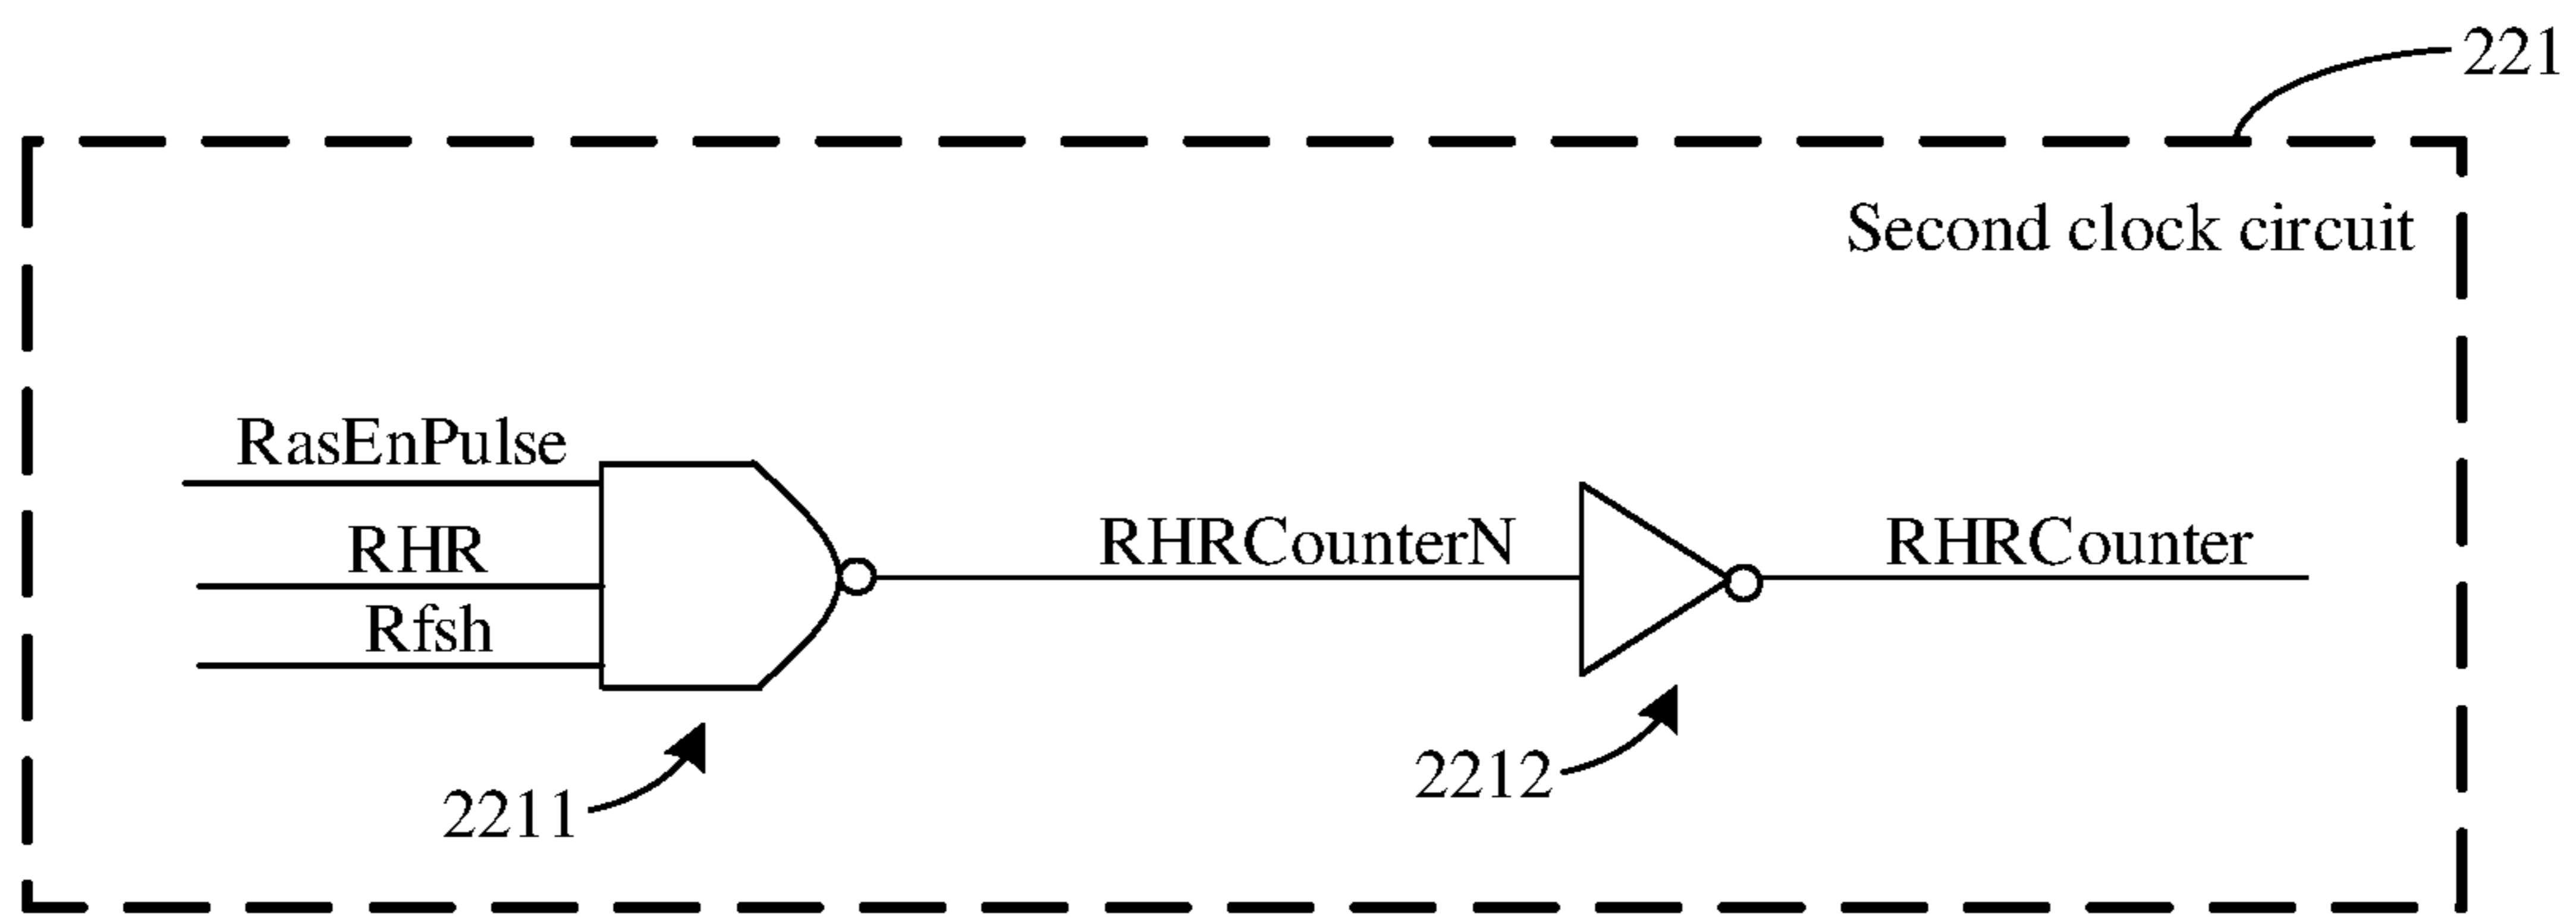 221
Second clock circuit
RasEnPulse
RHR
Rfsh
RHRCounterN
RHRCounter
2211
2212